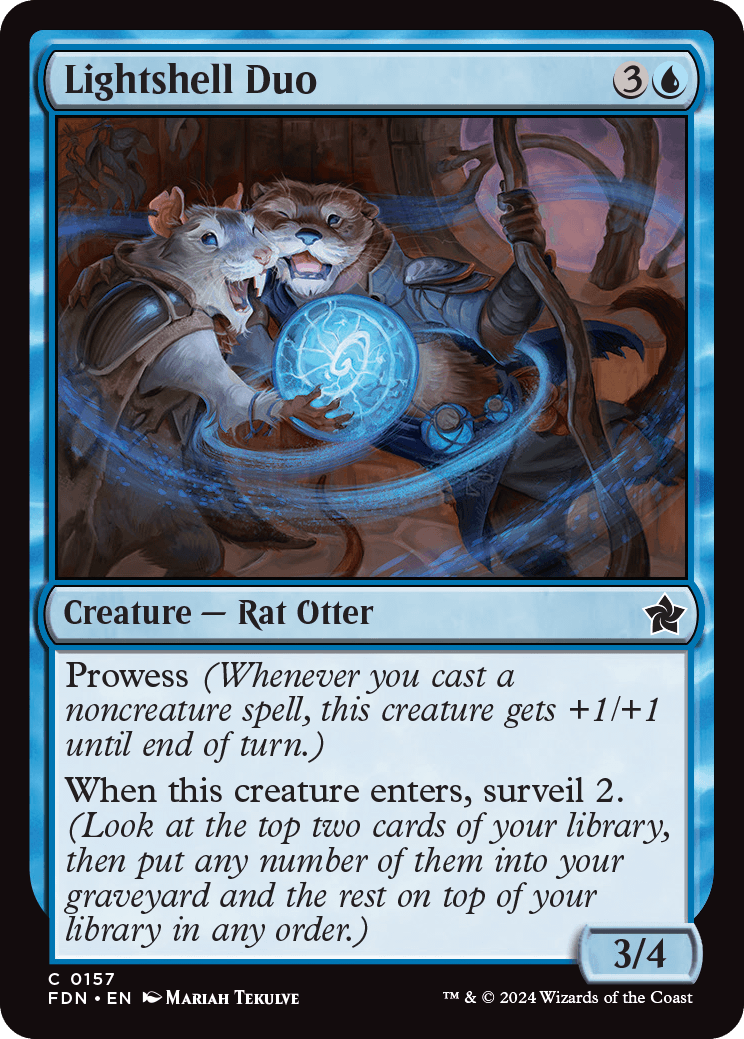 Lightshell Duo 3
Creature — Rat Otter
Prowess (Whenever you cast a
noncreature spell, this creature gets +1/+1
until end of turn.)
When this creature enters, surveil 2.
(Look at the top two cards of your library,
then put any number of them into your
graveyard and the rest on top of your
library in any order.)
3/4
C 0157
FDN • EN Mariah Tekulve ™ & © 2024 Wizards of the Coast